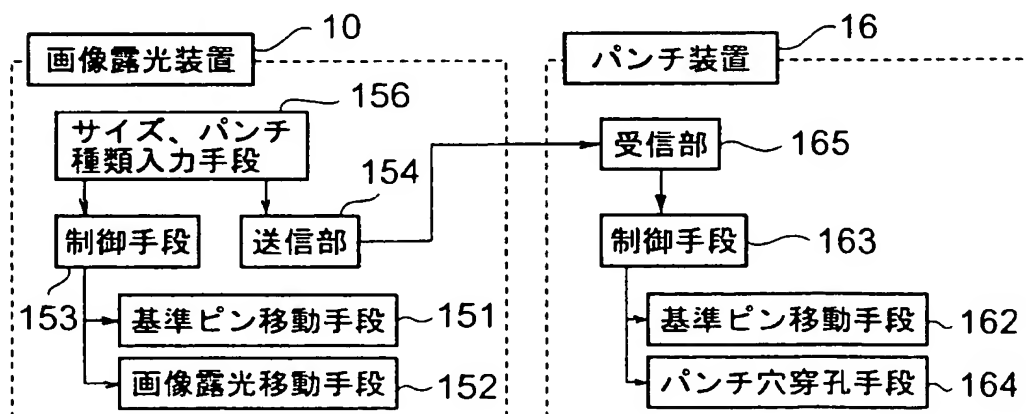 10
画像露光装置
156
サイズ、パンチ
種類入力手段
154
制御手段
送信部
153
基準ピン移動手段
151
画像露光移動手段
152
16
パンチ装置
受信部
165
制御手段
163
基準ピン移動手段
162
パンチ穴穿孔手段
164